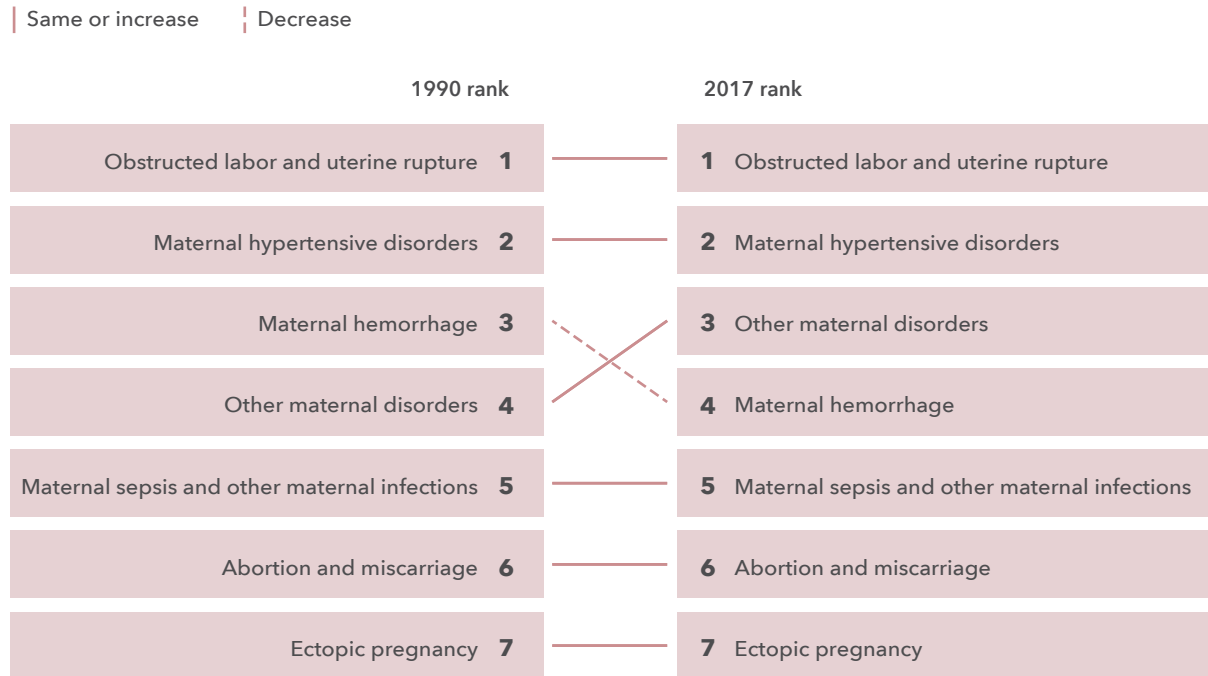 Same or increase Decrease
1990 rank 2017 rank
Obstructed labor and uterine rupture 1 1 Obstructed labor and uterine rupture
Maternal hypertensive disorders 2 2 Maternal hypertensive disorders
Maternal hemorrhage 3 3 Other maternal disorders
Other maternal disorders 4 4 Maternal hemorrhage
Maternal sepsis and other maternal infections 5 5 Maternal sepsis and other maternal infections
Abortion and miscarriage 6 6 Abortion and miscarriage
Ectopic pregnancy 7 7 Ectopic pregnancy